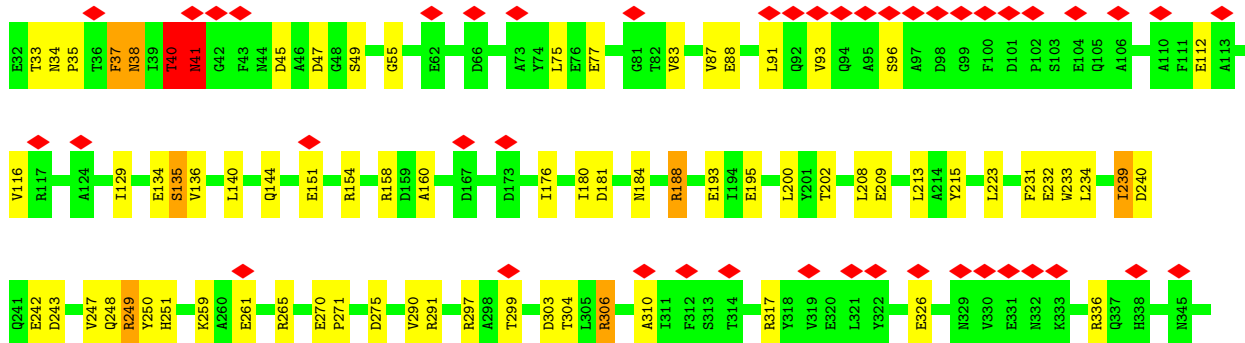 E32 T33 N34 P35 T36 F37 N38 I39 T40 N41 G42 F43 N44 D45 A46 D47 G48 S49 G55 E62 D66 A73 Y74 L75 E76 E77 G81 T82 V83 V87 E88 L91 Q92 V93 Q94 A95 S96 A97 D98 G99 F100 D101 P102 S103 E104 Q105 A106 A110 F111 E112 A113
V116 R117 A124 I129 E134 S135 V136 L140 Q144 E151 R154 R158 D159 A160 D167 D173 I176 I180 D181 N184 R188 E193 I194 E195 L200 Y201 T202 L208 E209 L213 A214 Y215 L223 F231 E232 W233 L234 I239 D240
Q241 E242 D243 V247 Q248 R249 Y250 H251 K259 A260 E261 R265 E270 P271 D275 V290 R291 R297 A298 T299 D303 T304 L305 R306 A310 I311 F312 S313 T314 R317 Y318 V319 E320 L321 Y322 E326 N329 V330 E331 N332 K333 R336 Q337 H338 N345